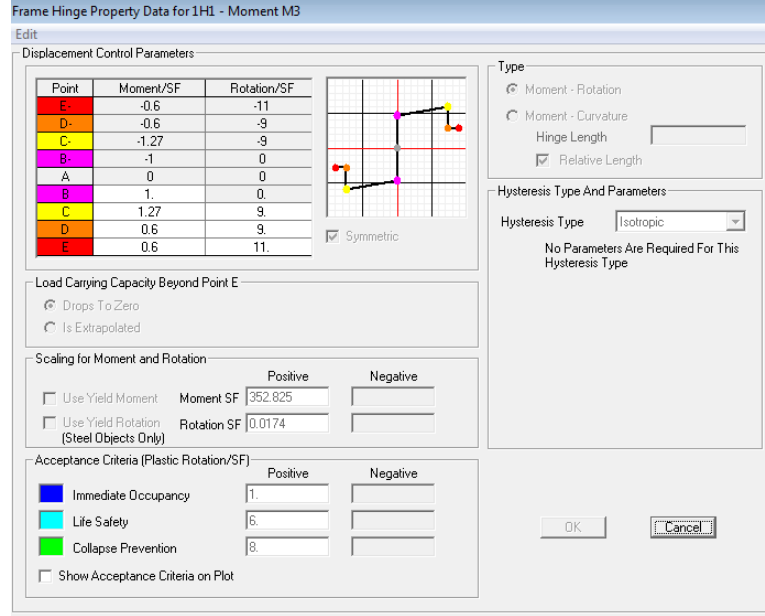 Frame Hinge Property Data for 1H1 - Moment M3
Edit
Displacement Control Parameters
Point Moment/SF Rotation/SF
E- -0.6 -11
D- -0.6 -9
C- -1.27 -9
B- -1 0
A 0 0
B 1. 0.
C 1.27 9.
D 0.6 9.
E 0.6 11.
Symmetric
Load Carrying Capacity Beyond Point E
Drops To Zero
Is Extrapolated
Scaling for Moment and Rotation
Positive Negative
Use Yield Moment Moment SF 352.825
Use Yield Rotation Rotation SF 0.0174
(Steel Objects Only)
Acceptance Criteria (Plastic Rotation/SF)
Positive Negative
Immediate Occupancy 1.
Life Safety 6.
Collapse Prevention 8.
Show Acceptance Criteria on Plot
Type
Moment - Rotation
Moment - Curvature
Hinge Length
Relative Length
Hysteresis Type And Parameters
Hysteresis Type Isotropic
No Parameters Are Required For This
Hysteresis Type
OK Cancel